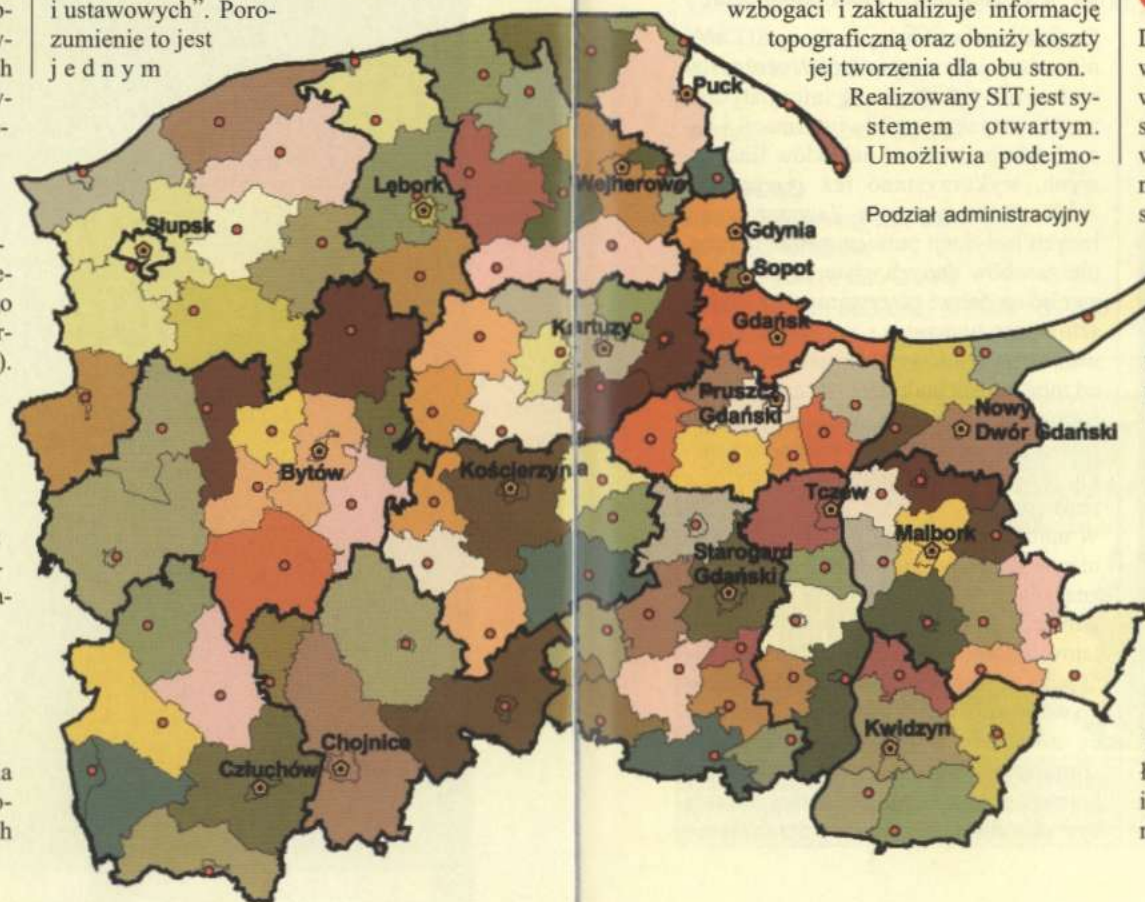 i ustawowych”. Poro-
zumienie to jest
jednym
wzbogaci i zaktualizuje informację
topograficzną oraz obniży koszty
jej tworzenia dla obu stron.
Realizowany SIT jest sy-
stemem otwartym.
Umożliwia podejmo-
Podział administracyjny
Puck
Lębork
Wejherowo
Słupsk
Gdynia
Sopot
Kartuzy
Gdańsk
Pruszcz
Gdański
Nowy
Dwór Gdański
Bytów
Kościerzyna
Tczew
Malbork
Starogard
Gdański
Chojnice
Człuchów
Kwidzyn